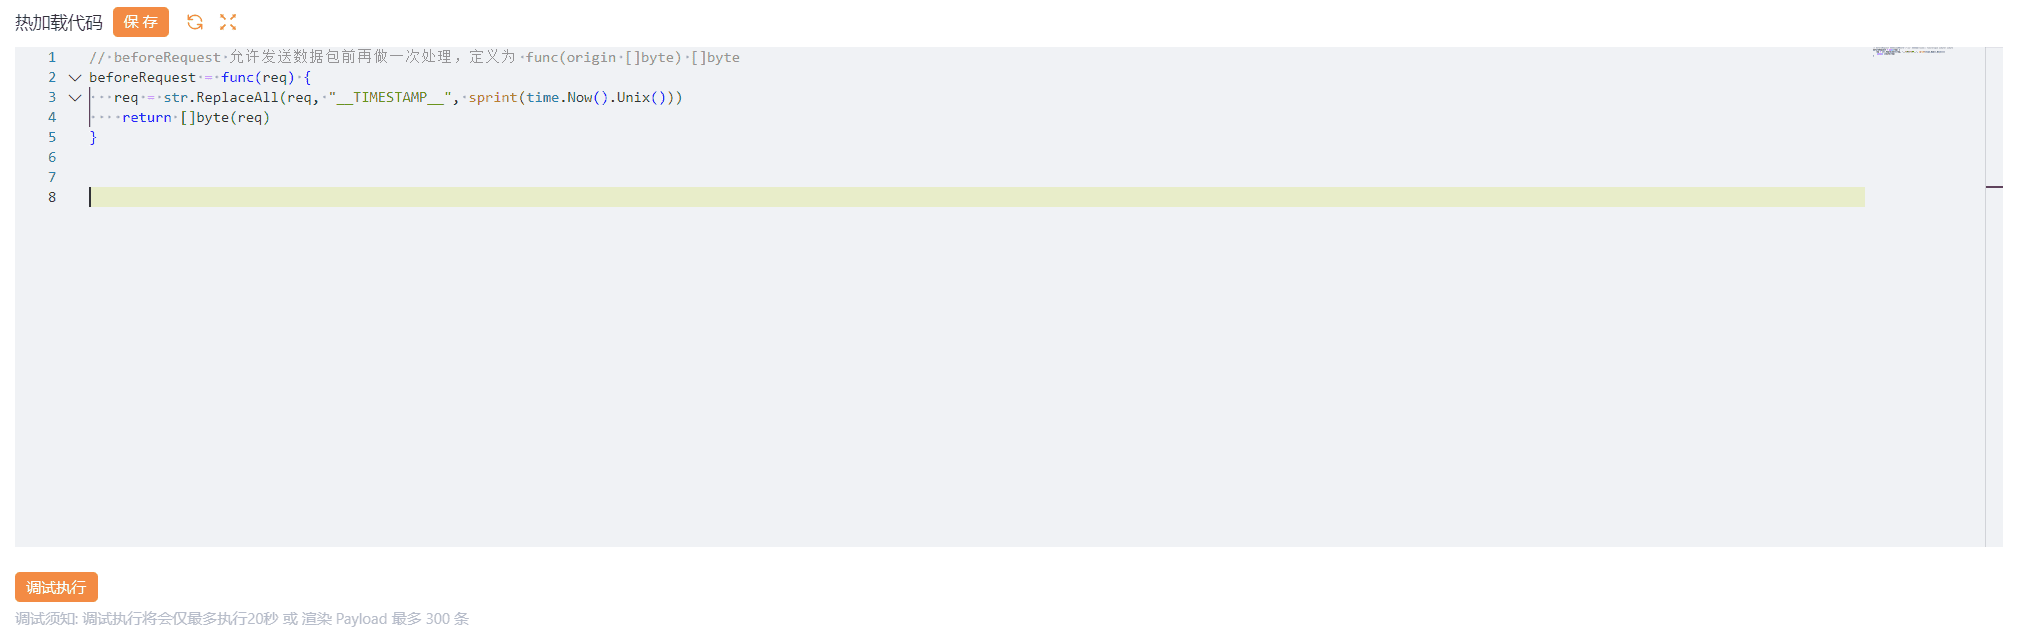 热加载代码 保 存
1 // beforeRequest 允许发送数据包前再做一次处理，定义为 func(origin []byte) []byte
2 beforeRequest = func(req) {
3 req = str.ReplaceAll(req, "__TIMESTAMP__", sprint(time.Now().Unix()))
4 return []byte(req)
5 }
6
7
8
调试执行
调试须知: 调试执行将会仅最多执行20秒 或 渲染 Payload 最多 300 条